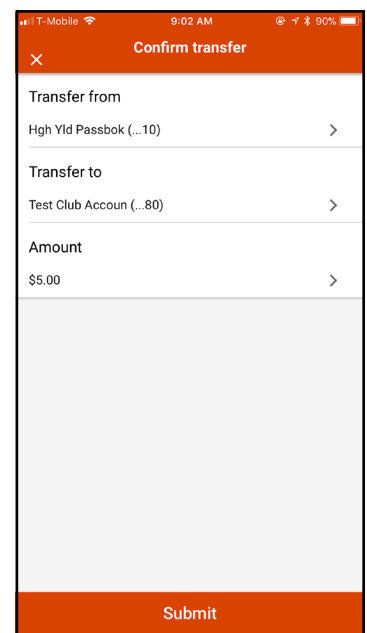 T-Mobile 9:02 AM 90%
Confirm transfer
Transfer from
Hgh Yld Passbok (...10)
Transfer to
Test Club Accoun (...80)
Amount
$5.00
Submit